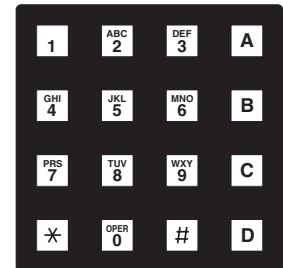 1 ABC DEF A
2 3
GHI JKL MNO B
4 5 6
PRS TUV WXY C
7 8 9
* OPER # D
0